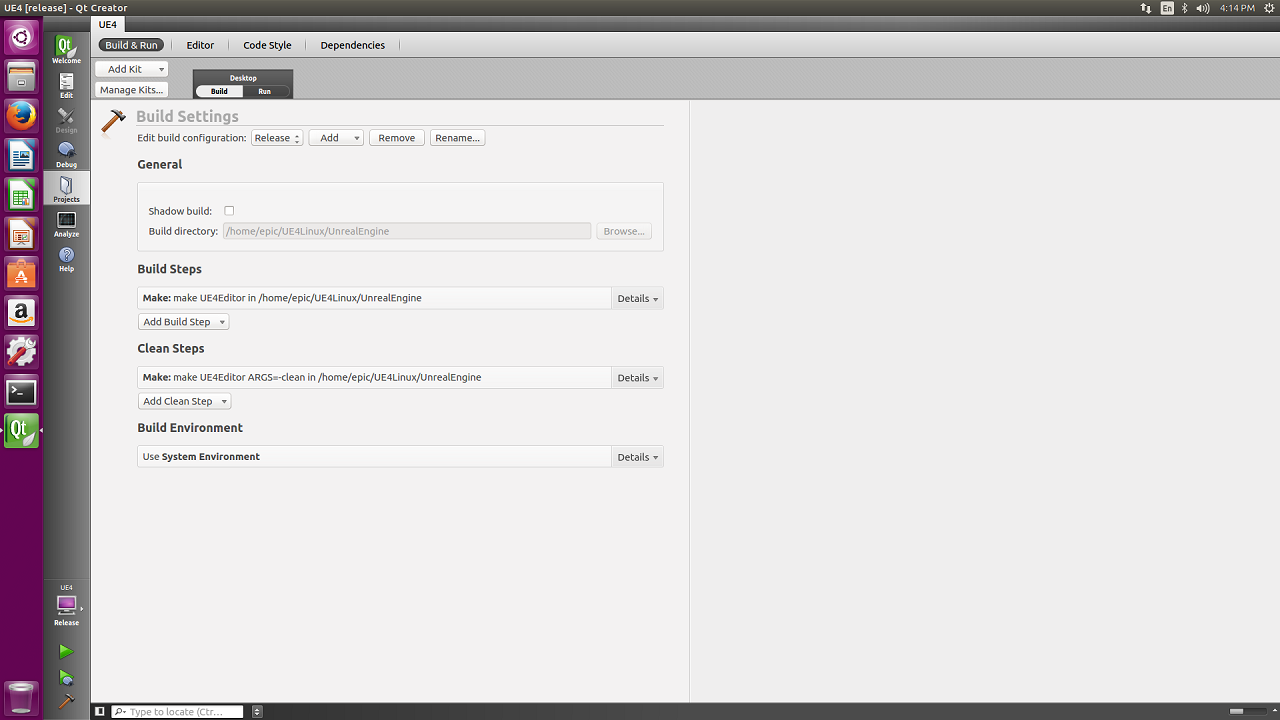 UE4 [release] - Qt Creator
En
4:14 PM
UE4
Qt
Welcome
Edit
Design
Debug
Projects
Analyze
Help
Build & Run
Editor
Code Style
Dependencies
Add Kit
Manage Kits...
Desktop
Build
Run
Build Settings
Edit build configuration:
Release
Add
Remove
Rename...
General
Shadow build:
Build directory:
/home/epic/UE4Linux/UnrealEngine
Browse...
Build Steps
Make: make UE4Editor in /home/epic/UE4Linux/UnrealEngine
Details
Add Build Step
Clean Steps
Make: make UE4Editor ARGS=-clean in /home/epic/UE4Linux/UnrealEngine
Details
Add Clean Step
Build Environment
Use System Environment
Details
a
>_
Qt
UE4
Release
Type to locate (Ctr...